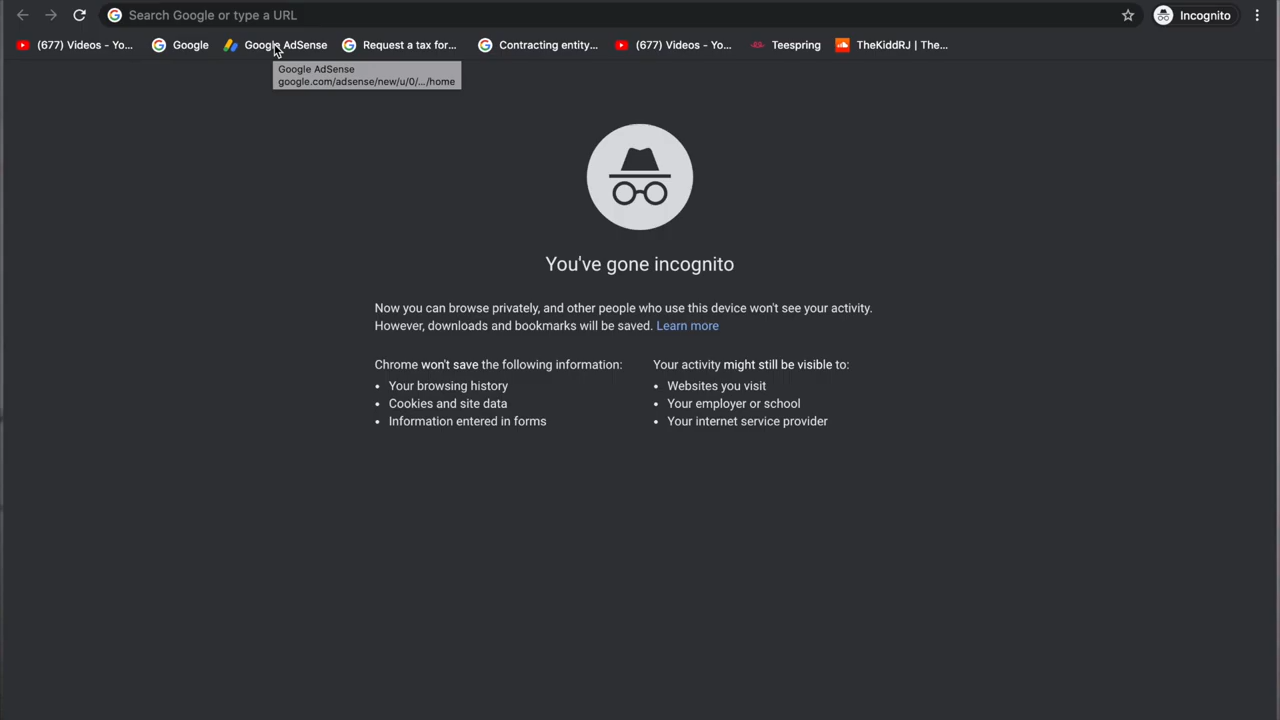 Search Google or type a URL
Incognito
(677) Videos - Yo...
Google
Google AdSense
Request a tax for...
Contracting entity...
(677) Videos - Yo...
Teespring
TheKiddRJ | The...
Google AdSense
google.com/adsense/new/u/0/.../home
You've gone incognito
Now you can browse privately, and other people who use this device won't see your activity.
However, downloads and bookmarks will be saved. Learn more
Chrome won't save the following information:
• Your browsing history
• Cookies and site data
• Information entered in forms
Your activity might still be visible to:
• Websites you visit
• Your employer or school
• Your internet service provider